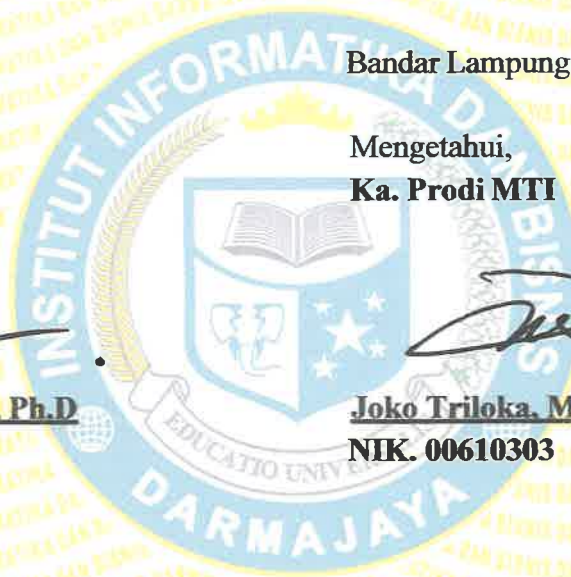 Bandar Lampung
Mengetahui,
Ka. Prodi MTI
Ph.D
Joko Triloka, M
NIK. 00610303
INSTITUT INFORMATIKA DAN BISNIS
DARMAJAYA